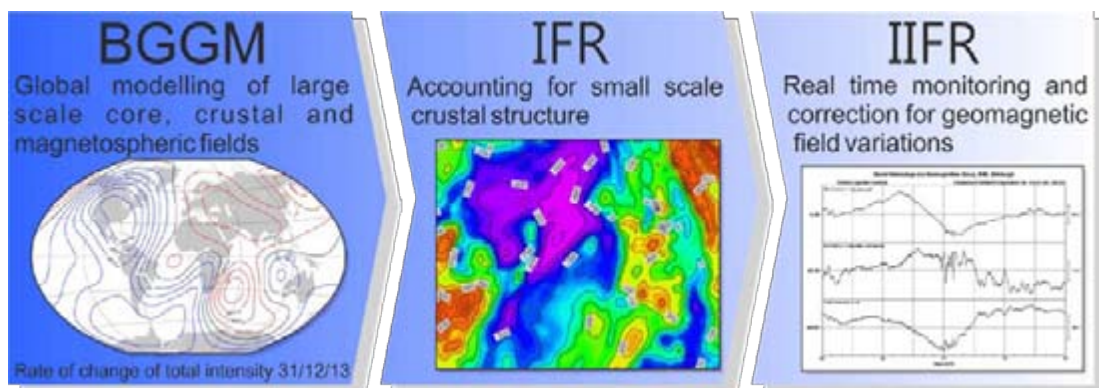 BGGM
Global modelling of large
scale core, crustal and
magnetospheric fields
Rate of change of total intensity 31/12/13
IFR
Accounting for small scale
crustal structure
IIFR
Real time monitoring and
correction for geomagnetic
field variations